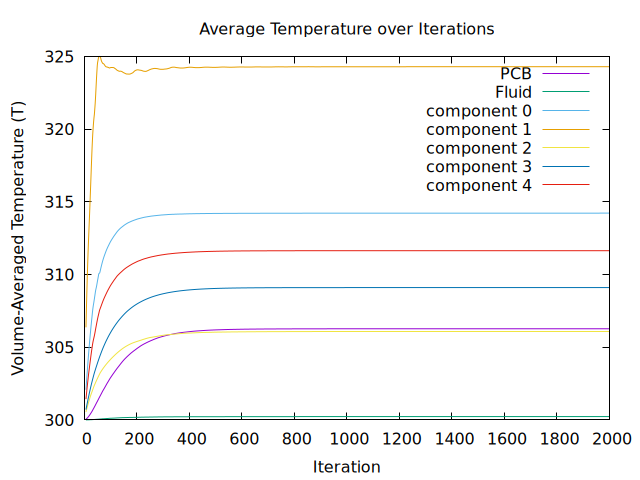 Average Temperature over Iterations
Volume-Averaged Temperature (T)
325
320
315
310
305
300
PCB
Fluid
component 0
component 1
component 2
component 3
component 4
0 200 400 600 800 1000 1200 1400 1600 1800 2000
Iteration